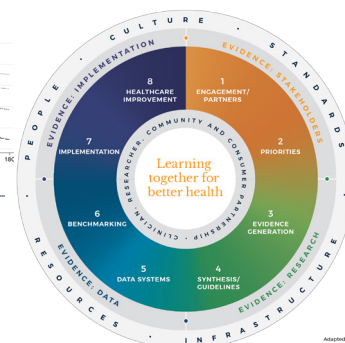 PEOPLE • CULTURE • STANDARDS • INFRASTRUCTURE • RESOURCES •
EVIDENCE: IMPLEMENTATION
EVIDENCE: STAKEHOLDERS
8
HEALTHCARE
IMPROVEMENT
1
ENGAGEMENT/
PARTNERS
7
IMPLEMENTATION
2
PRIORITIES
CLINICIAN, RESEARCHER, COMMUNITY AND CONSUMER PARTNERSHIP •
Learning
together for
better health
6
BENCHMARKING
3
EVIDENCE
GENERATION
5
DATA SYSTEMS
4
SYNTHESIS/
GUIDELINES
EVIDENCE: DATA
EVIDENCE: RESEARCH
180
Adapted